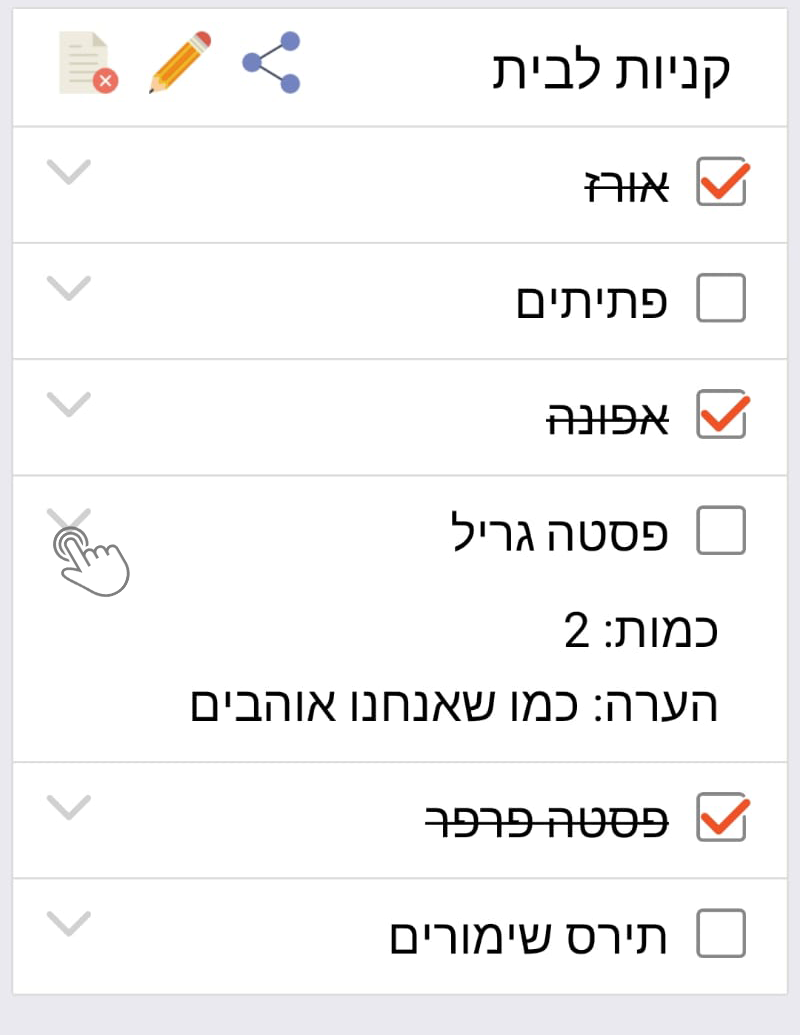 קניות לבית
אורז
פתיתים
אפונה
פסטה גריל
כמות: 2
הערה: כמו שאנחנו אוהבים
פסטה פרפר
תירס שימורים